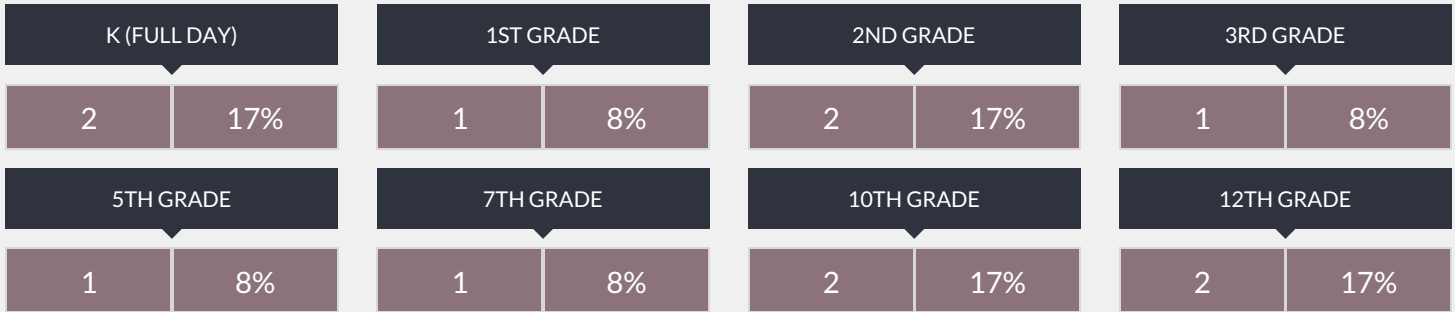 K (FULL DAY) 1ST GRADE 2ND GRADE 3RD GRADE
2 17% 1 8% 2 17% 1 8%
5TH GRADE 7TH GRADE 10TH GRADE 12TH GRADE
1 8% 1 8% 2 17% 2 17%